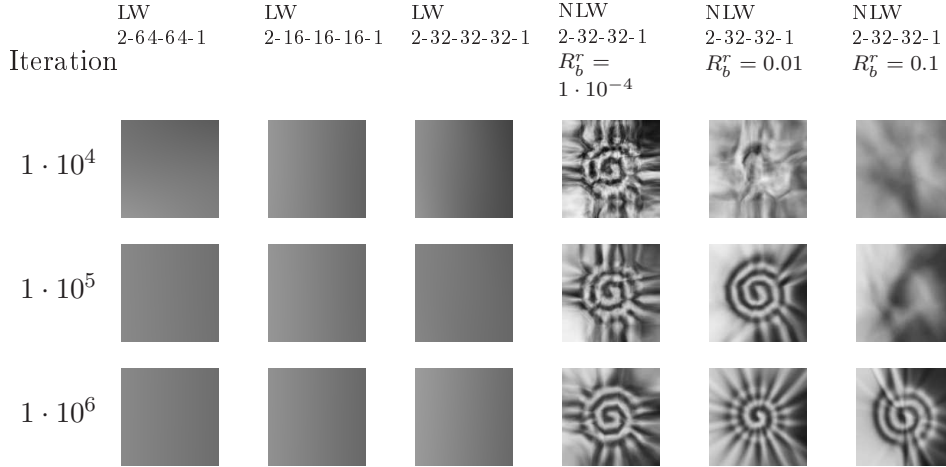 LW
2-64-64-1
LW
2-16-16-16-1
LW
2-32-32-32-1
NLW
2-32-32-1
R_b^r =
1 · 10^{-4}
NLW
2-32-32-1
R_b^r = 0.01
NLW
2-32-32-1
R_b^r = 0.1
Iteration
1 · 10^4
1 · 10^5
1 · 10^6